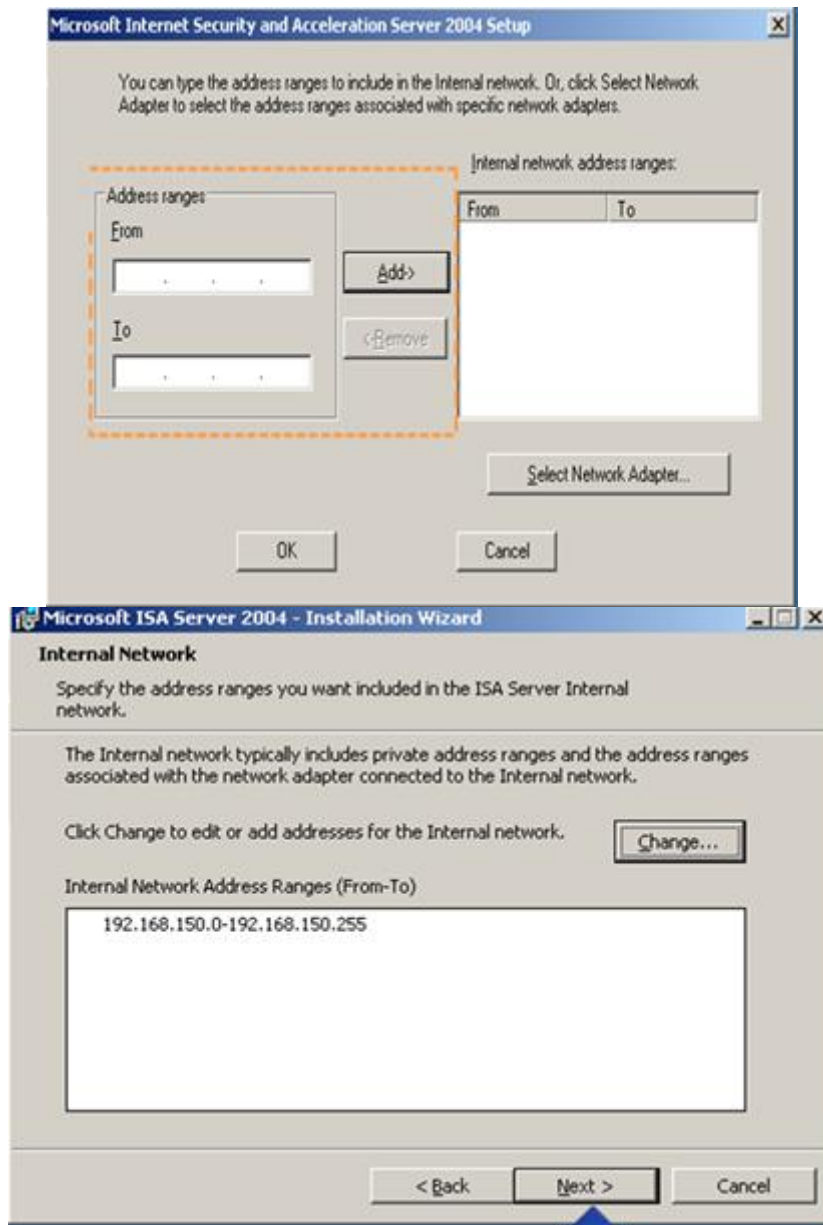 Microsoft Internet Security and Acceleration Server 2004 Setup
You can type the address ranges to include in the Internal network. Or, click Select Network
Adapter to select the address ranges associated with specific network adapters.
Internal network address ranges:
Address ranges
From
To
From
Add->
To
<-Remove
Select Network Adapter...
OK
Cancel
Microsoft ISA Server 2004 - Installation Wizard
Internal Network
Specify the address ranges you want included in the ISA Server Internal
network.
The Internal network typically includes private address ranges and the address ranges
associated with the network adapter connected to the Internal network.
Click Change to edit or add addresses for the Internal network.
Change...
Internal Network Address Ranges (From-To)
192.168.150.0-192.168.150.255
< Back
Next >
Cancel